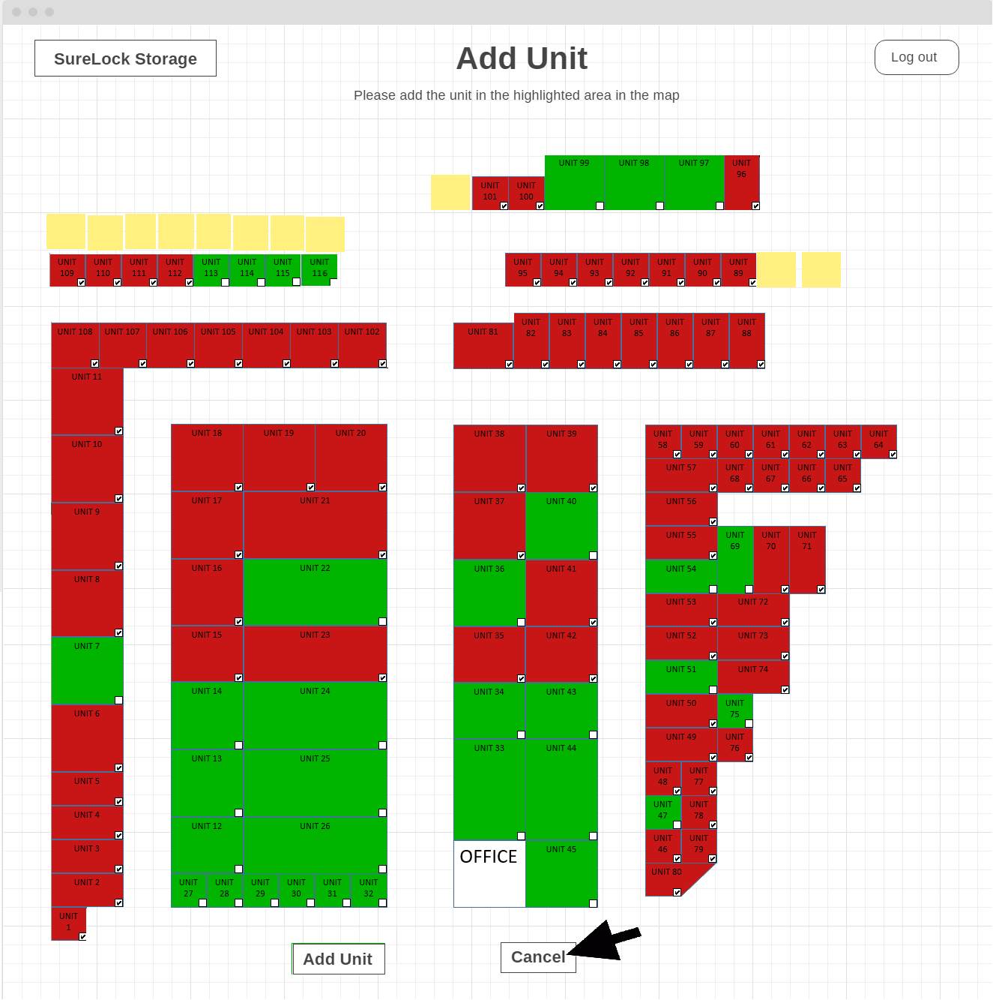 SureLock Storage
Add Unit
Log out
Please add the unit in the highlighted area in the map
UNIT 99
UNIT 98
UNIT 97
UNIT
96
UNIT
101
UNIT
100
UNIT
109
UNIT
110
UNIT
111
UNIT
112
UNIT
113
UNIT
114
UNIT
115
UNIT
116
UNIT
95
UNIT
94
UNIT
93
UNIT
92
UNIT
91
UNIT
90
UNIT
89
UNIT 108
UNIT 107
UNIT 106
UNIT 105
UNIT 104
UNIT 103
UNIT 102
UNIT 81
UNIT
82
UNIT
83
UNIT
84
UNIT
85
UNIT
86
UNIT
87
UNIT
88
UNIT 11
UNIT 10
UNIT 9
UNIT 8
UNIT 7
UNIT 6
UNIT 5
UNIT 4
UNIT 3
UNIT 2
UNIT
1
UNIT 18
UNIT 19
UNIT 20
UNIT 17
UNIT 21
UNIT 16
UNIT 22
UNIT 15
UNIT 23
UNIT 14
UNIT 24
UNIT 13
UNIT 25
UNIT 12
UNIT 26
UNIT
27
UNIT
28
UNIT
29
UNIT
30
UNIT
31
UNIT
32
UNIT 38
UNIT 39
UNIT 37
UNIT 40
UNIT 36
UNIT 41
UNIT 35
UNIT 42
UNIT 34
UNIT 43
UNIT 33
UNIT 44
OFFICE
UNIT 45
UNIT
58
UNIT
59
UNIT
60
UNIT
61
UNIT
62
UNIT
63
UNIT
64
UNIT 57
UNIT
68
UNIT
67
UNIT
66
UNIT
65
UNIT 56
UNIT 55
UNIT
69
UNIT
70
UNIT
71
UNIT 54
UNIT 53
UNIT 72
UNIT 52
UNIT 73
UNIT 51
UNIT 74
UNIT 50
UNIT
75
UNIT 49
UNIT
76
UNIT
48
UNIT
77
UNIT
47
UNIT
78
UNIT
46
UNIT
79
UNIT 80
Add Unit
Cancel